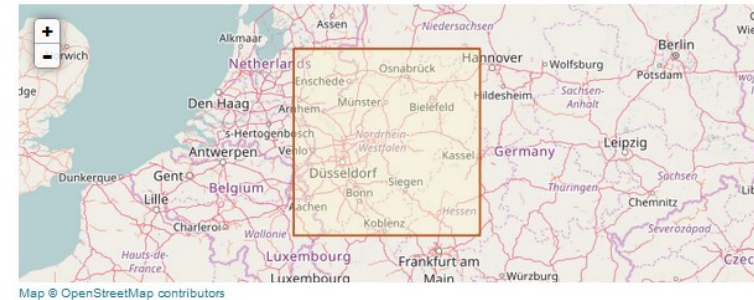 +
-
Assen
Niedersachsen
Alkmaar
Berlin
Norwich
Netherlands
Osnabrück
Hannover
Wolfsburg
Potsdam
Enschede
Den Haag
Arnhem
Münster
Bielefeld
Hildesheim
Sachsen-
Anhalt
's-Hertogenbosch
Nordrhein-
Westfalen
Antwerpen
Venlo
Kassel
Germany
Leipzig
Dunkerque
Gent
Düsseldorf
Siegen
Thüringen
Sachsen
Lille
Belgium
Bonn
Aachen
Hessen
Chemnitz
Charleroi
Wallonie
Koblenz
Severozápad
Hauts-de-
France
Luxembourg
Frankfurt am
Main
Luxembourg
Würzburg
Czec
Map © OpenStreetMap contributors